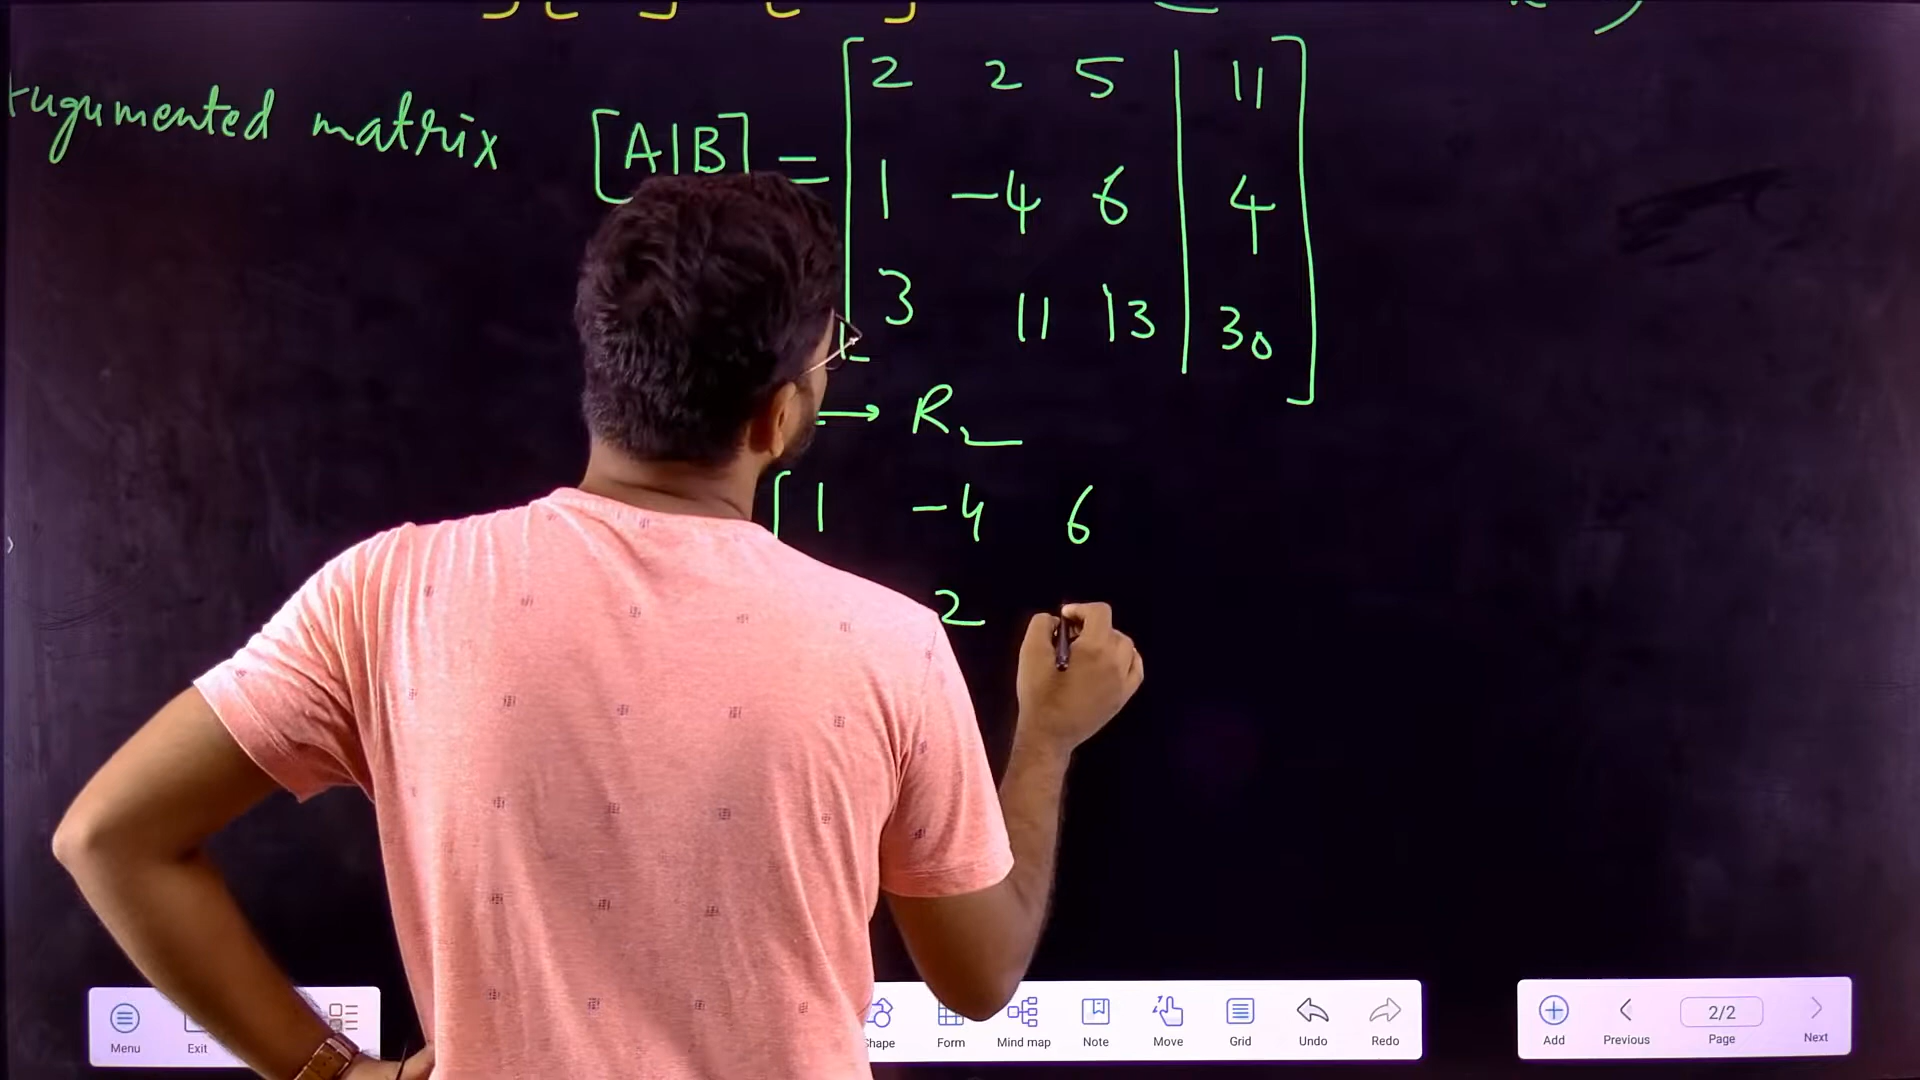 Augumented matrix [A|B] = [2 2 5 | 11]
1 -4 6 | 4
3 11 13 | 30
→ R2
[1 -4 6
2
Menu Exit Shape Form Mind map Note Move Grid Undo Redo Add Previous 2/2 Page Next